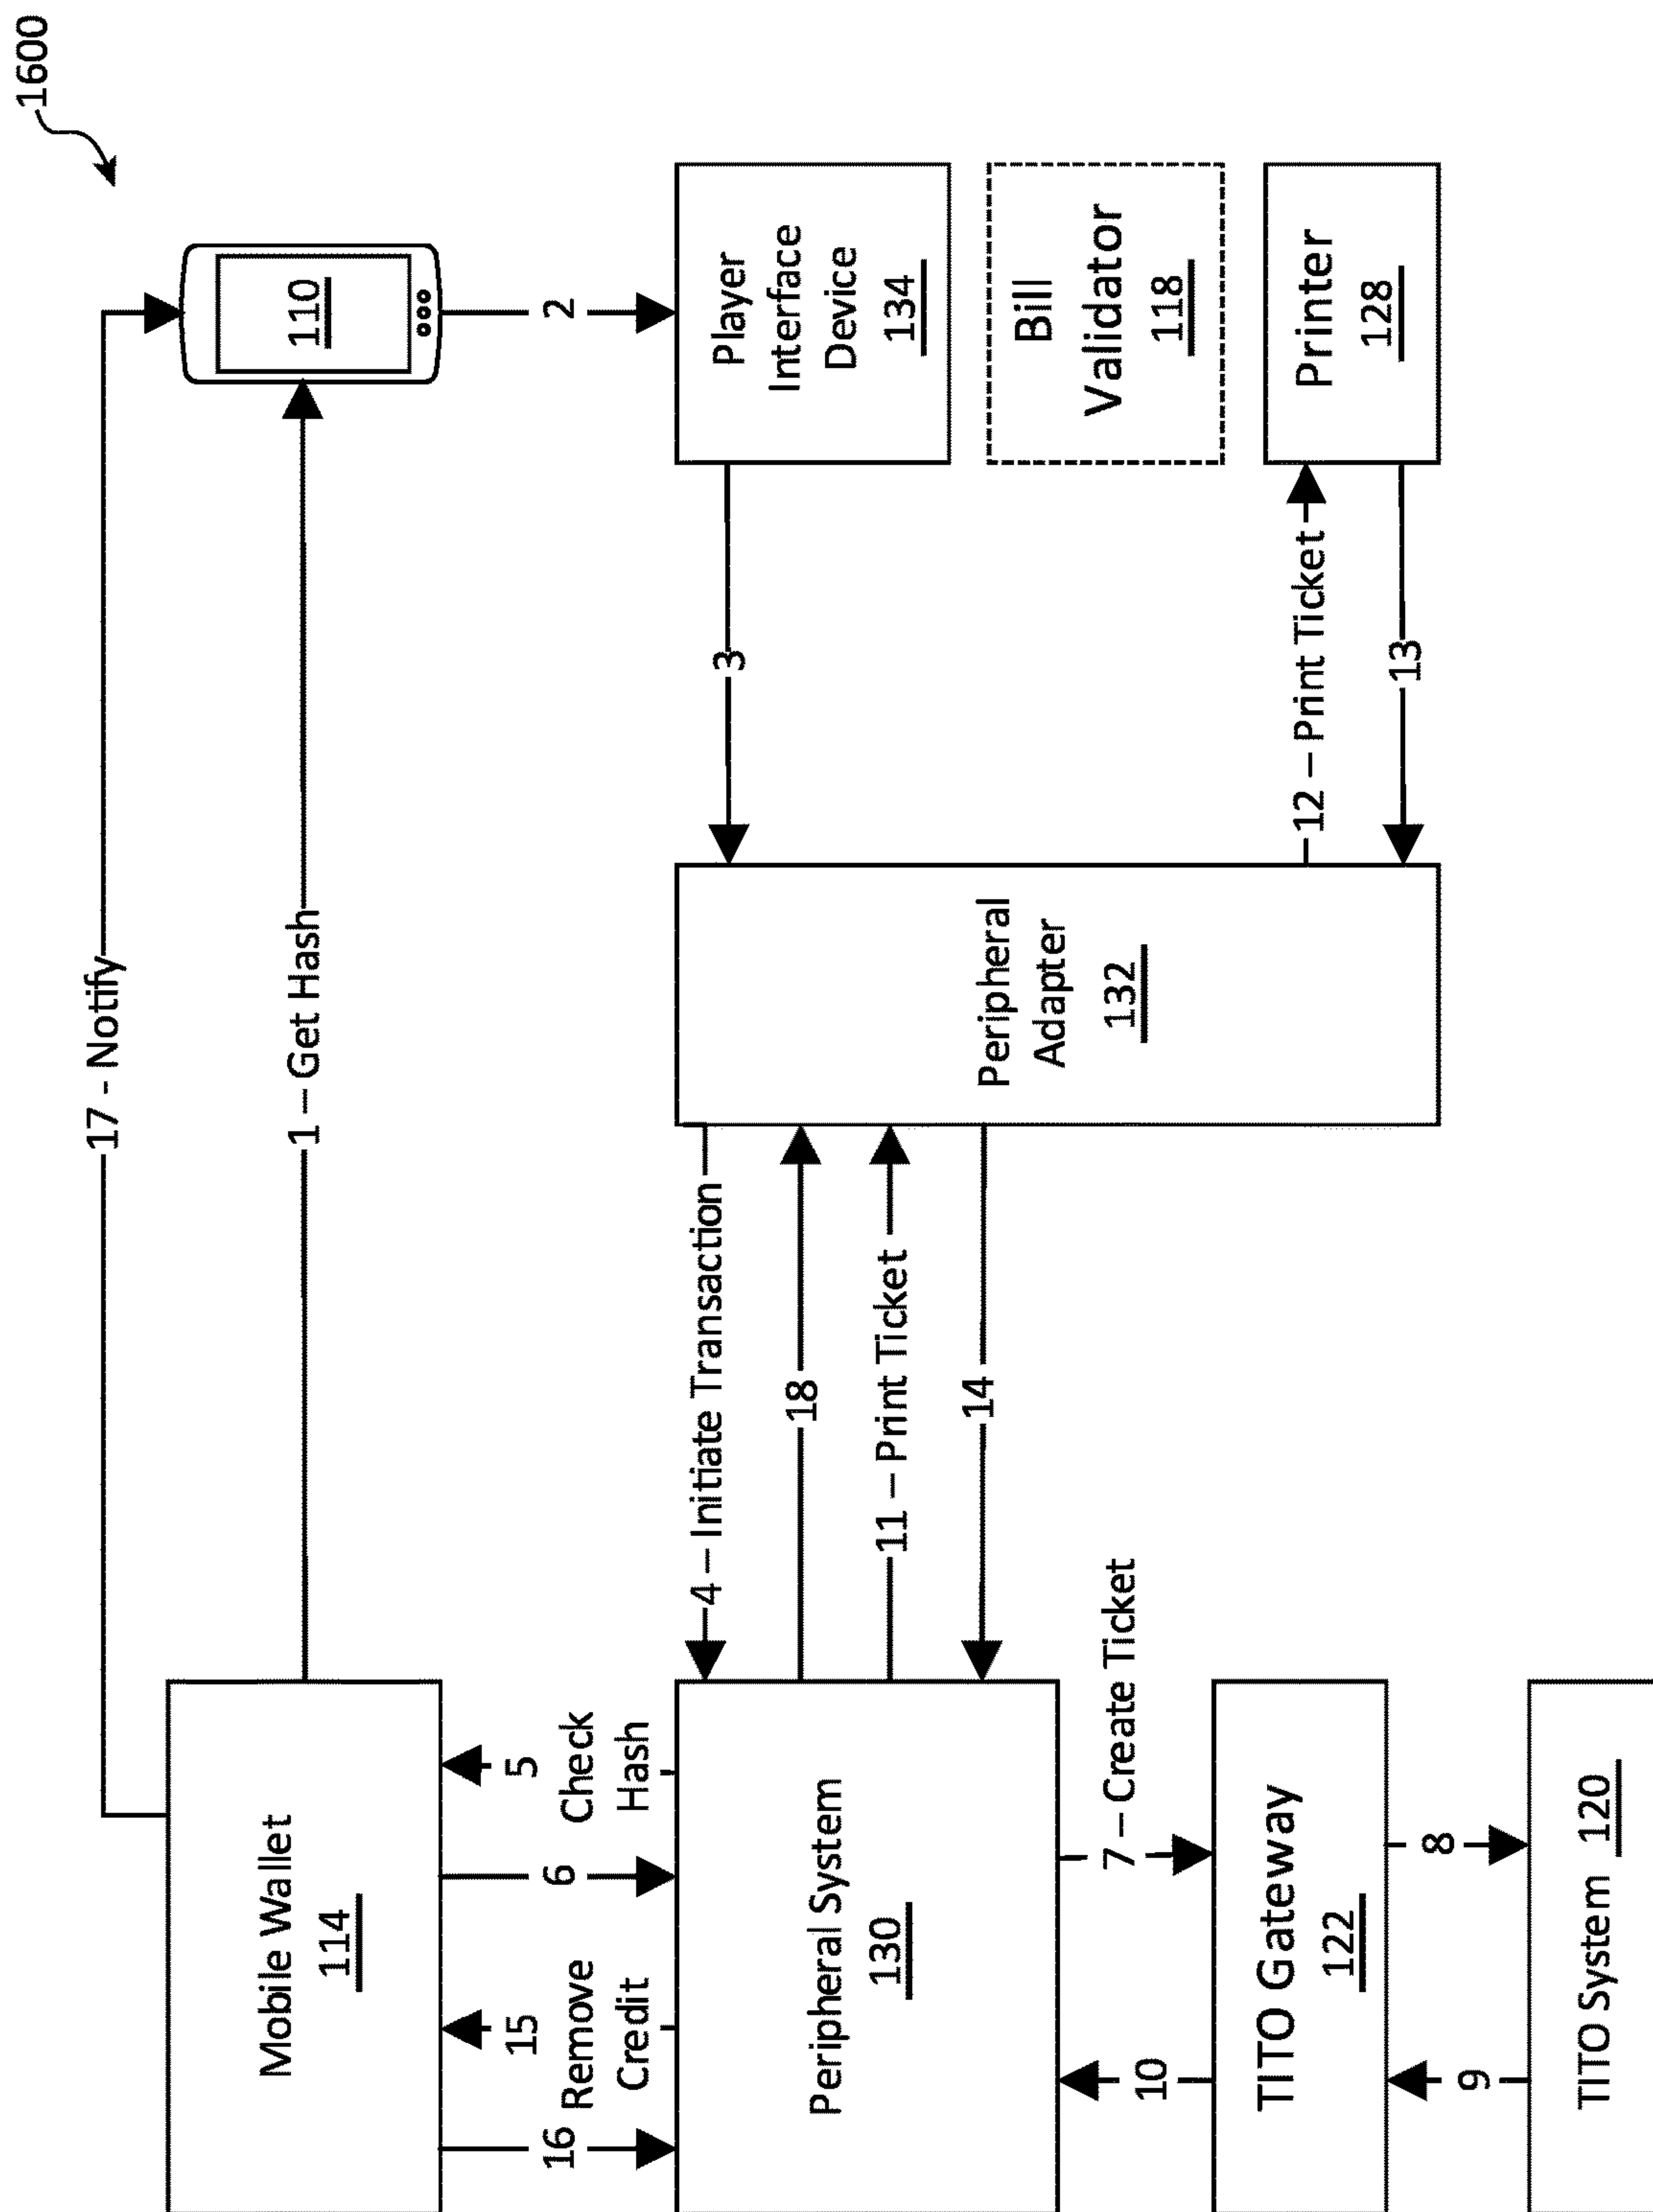 1600
17 - Notify
1 – Get Hash
110
2
Mobile Wallet
114
16
15
Remove
Credit
6
5
Check
Hash
Peripheral System
130
4 – Initiate Transaction
18
11 – Print Ticket
14
Peripheral
Adapter
132
3
12 – Print Ticket
13
Player
Interface
Device
134
Bill
Validator
118
Printer
128
10
7 – Create Ticket
TITO Gateway
122
9
8
TITO System 120